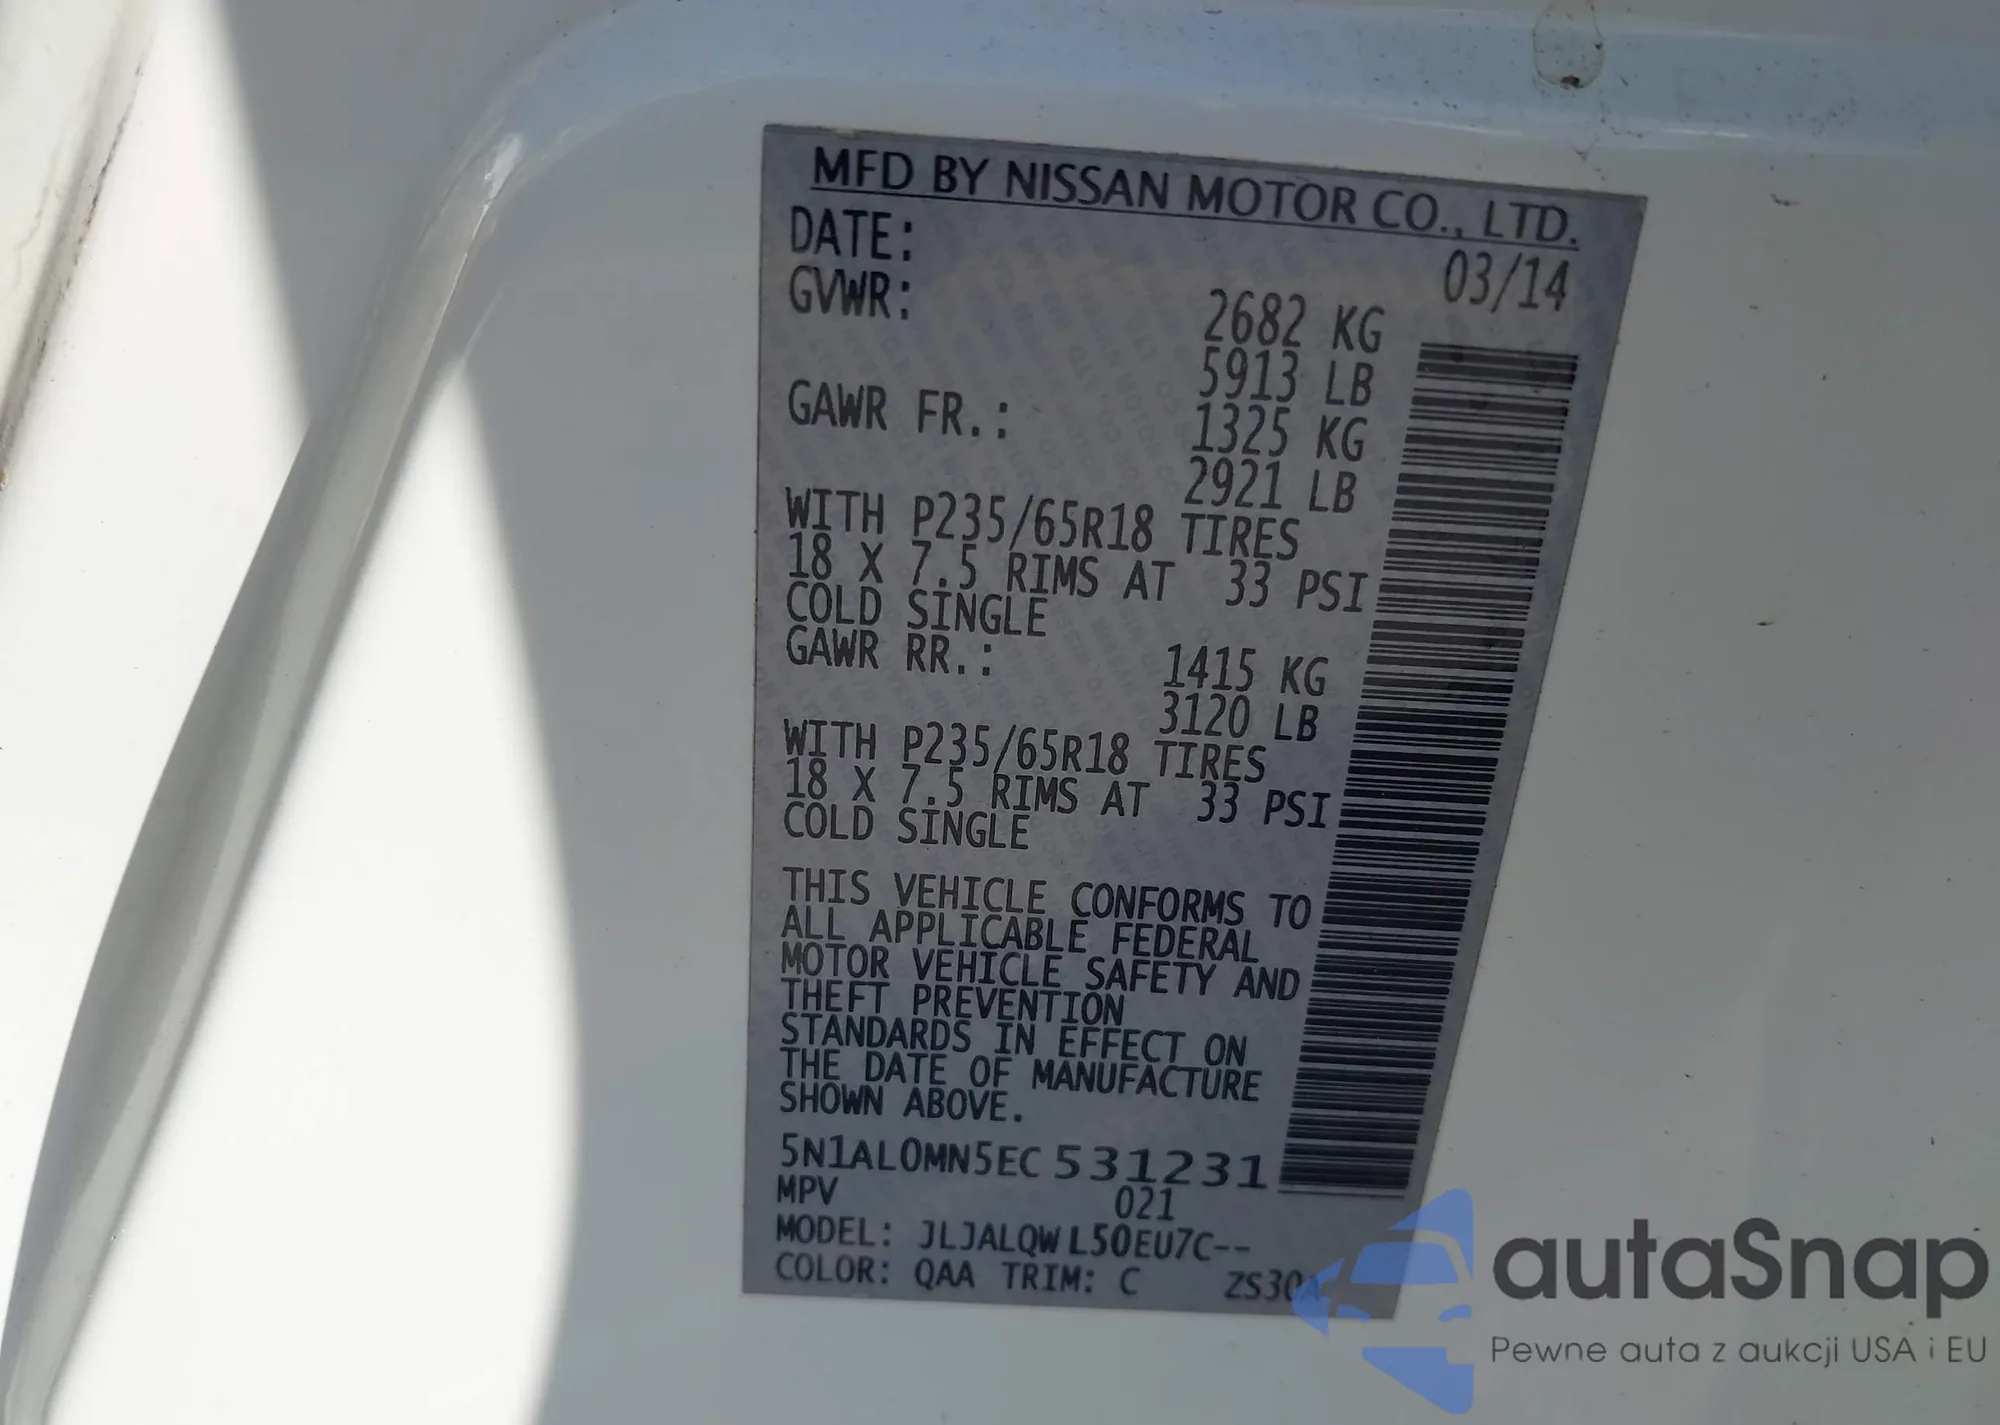 MFD BY NISSAN MOTOR CO., LTD.
DATE: 03/14
GVWR: 2682 KG
5913 LB
GAWR FR.: 1325 KG
2921 LB
WITH P235/65R18 TIRES
18 X 7.5 RIMS AT 33 PSI
COLD SINGLE
GAWR RR.: 1415 KG
3120 LB
WITH P235/65R18 TIRES
18 X 7.5 RIMS AT 33 PSI
COLD SINGLE
THIS VEHICLE CONFORMS TO
ALL APPLICABLE FEDERAL
MOTOR VEHICLE SAFETY AND
THEFT PREVENTION
STANDARDS IN EFFECT ON
THE DATE OF MANUFACTURE
SHOWN ABOVE.
5N1AL0MN5EC531231
MPV 021
MODEL: JLJALQWL50EU7C--
COLOR: QAA TRIM: C ZS30A
autaSnap
Pewne auta z aukcji USA i EU